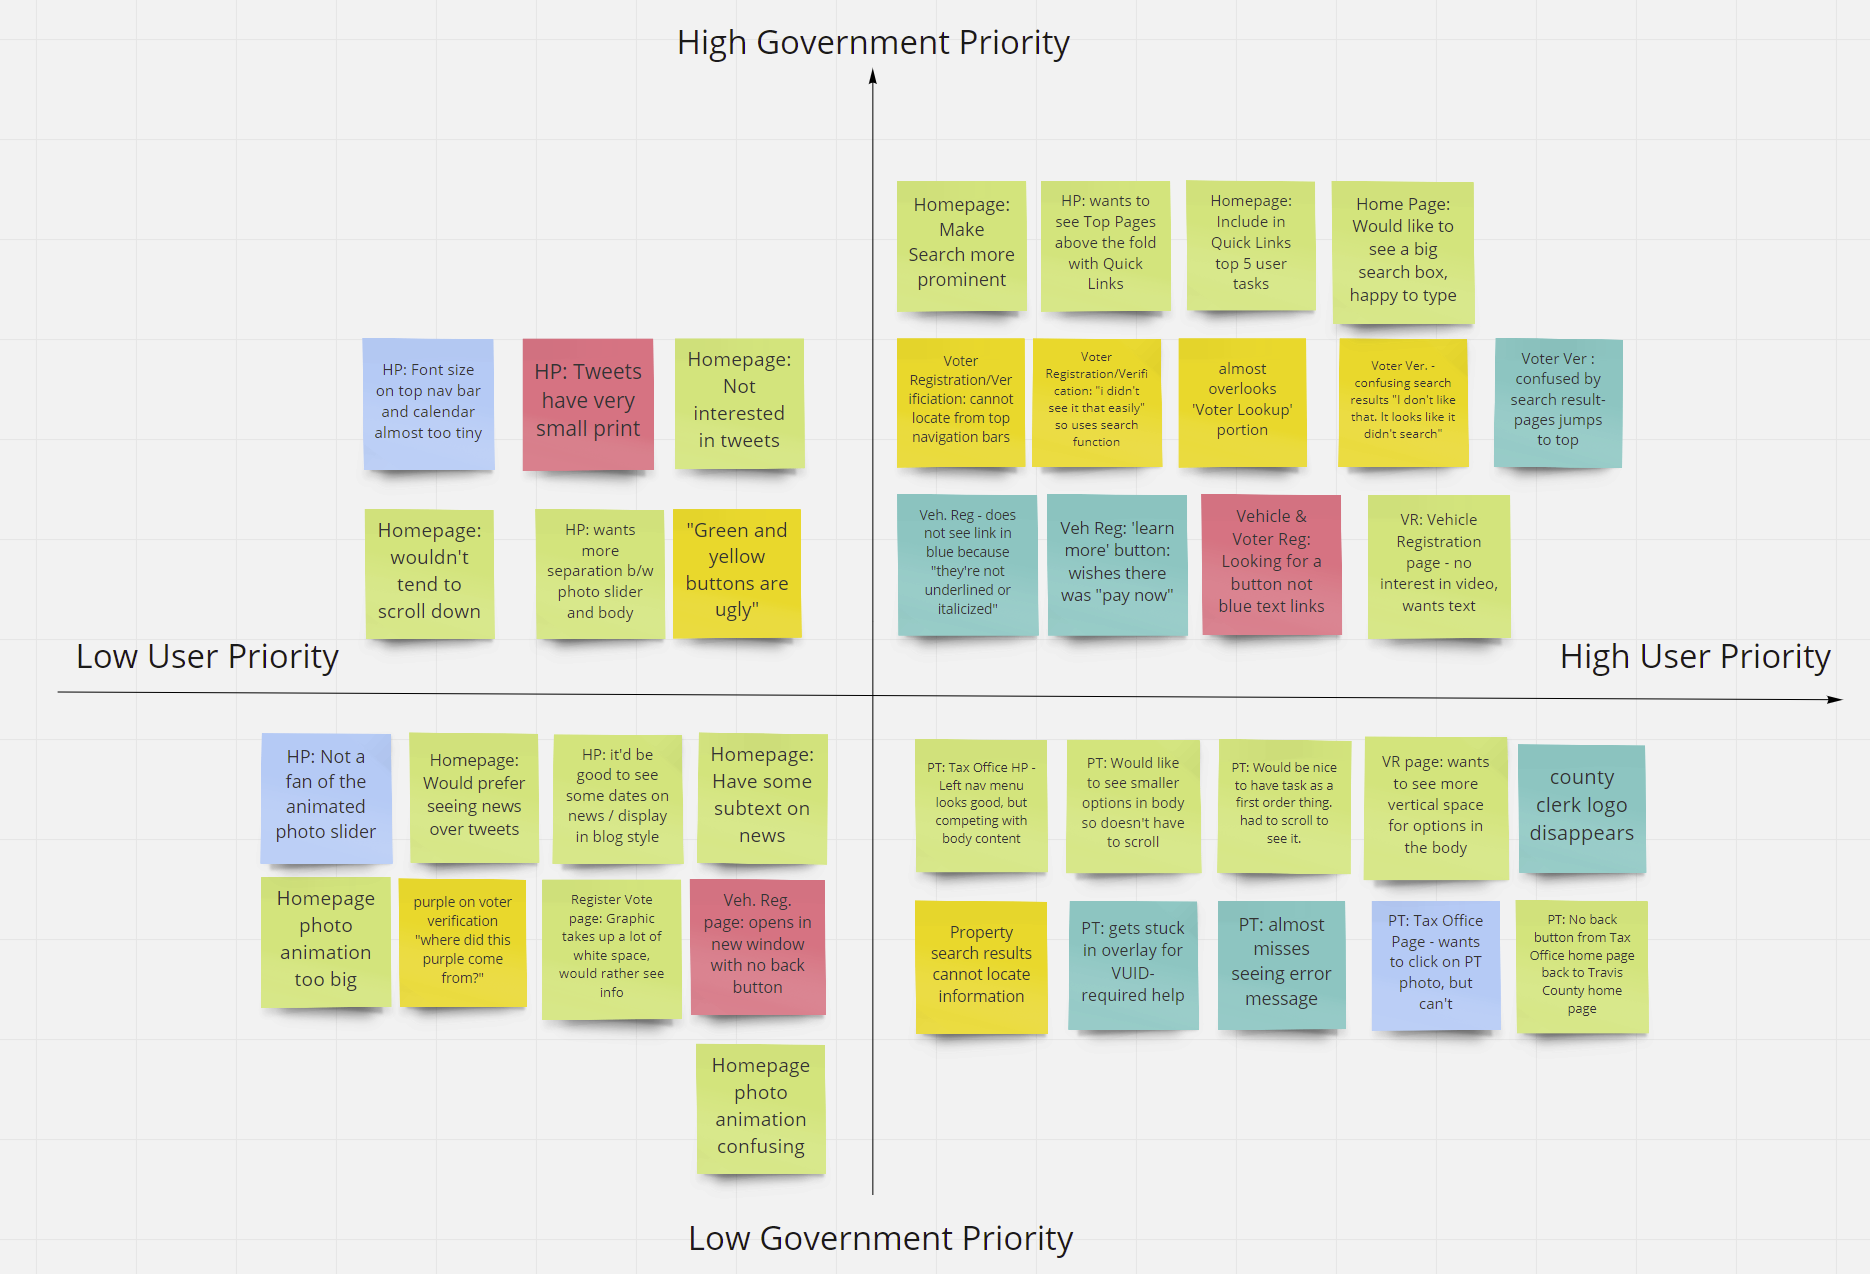 High Government Priority
Homepage:
Make
Search more
prominent
HP: wants to
see Top Pages
above the fold
with Quick
Links
Homepage:
Include in
Quick Links
top 5 user
tasks
Home Page:
Would like to
see a big
search box,
happy to type
HP: Font size
on top nav bar
and calendar
almost too tiny
HP: Tweets
have very
small print
Homepage:
Not
interested
in tweets
Voter
Registration/Ver
ificiation: cannot
locate from top
navigation bars
Voter
Registration/Verifi
cation: "i didn't
see it that easily"
so uses search
function
almost
overlooks
'Voter Lookup'
portion
Voter Ver. -
confusing search
results "I don't like
that. It looks like it
didn't search"
Voter Ver :
confused by
search result-
pages jumps
to top
Homepage:
wouldn't
tend to
scroll down
HP: wants
more
separation b/w
photo slider
and body
"Green and
yellow
buttons are
ugly"
Veh. Reg - does
not see link in
blue because
"they're not
underlined or
italicized"
Veh Reg: 'learn
more' button:
wishes there
was "pay now"
Vehicle &
Voter Reg:
Looking for a
button not
blue text links
VR: Vehicle
Registration
page - no
interest in video,
wants text
Low User Priority
High User Priority
HP: Not a
fan of the
animated
photo slider
Homepage:
Would prefer
seeing news
over tweets
HP: it'd be
good to see
some dates on
news / display
in blog style
Homepage:
Have some
subtext on
news
PT: Tax Office HP -
Left nav menu
looks good, but
competing with
body content
PT: Would like
to see smaller
options in body
so doesn't have
to scroll
PT: Would be nice
to have task as a
first order thing.
had to scroll to
see it.
VR page: wants
to see more
vertical space
for options in
the body
county
clerk logo
disappears
Homepage
photo
animation
too big
purple on voter
verification
"where did this
purple come
from?"
Register Vote
page: Graphic
takes up a lot of
white space,
would rather see
info
Veh. Reg.
page: opens in
new window
with no back
button
Property
search results
cannot locate
information
PT: gets stuck
in overlay for
VUID-
required help
PT: almost
misses
seeing error
message
PT: Tax Office
Page - wants
to click on PT
photo, but
can't
PT: No back
button from Tax
Office home page
back to Travis
County home
page
Homepage
photo
animation
confusing
Low Government Priority